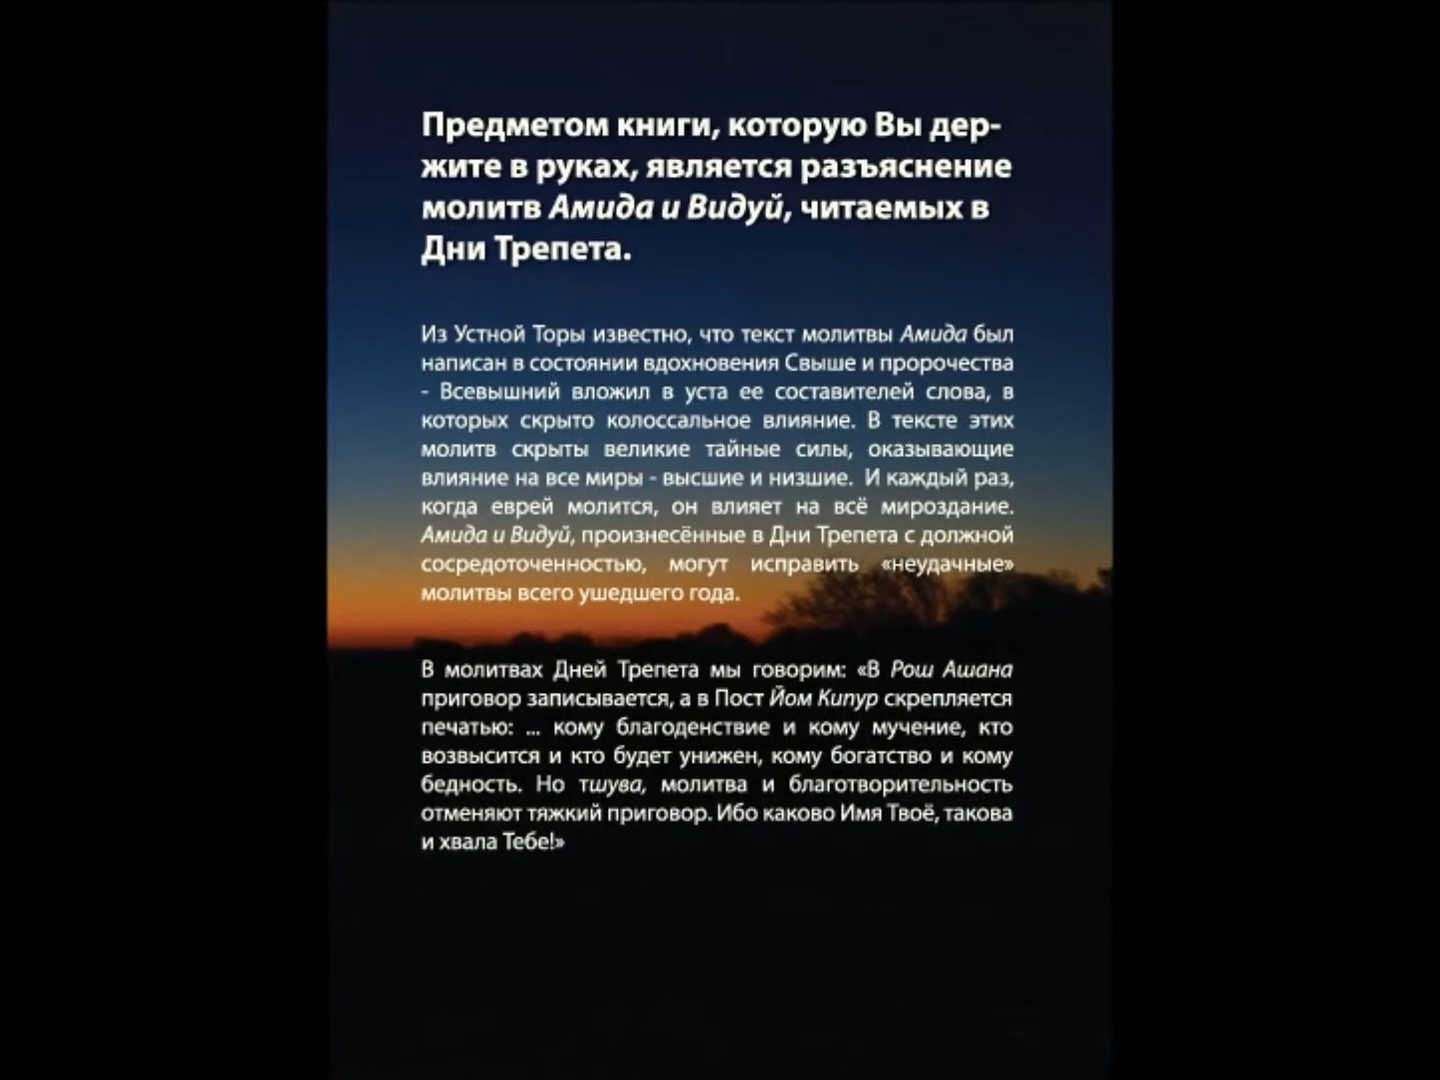 Предметом книги, которую Вы дер-
жите в руках, является разъяснение
молитв Амида и Видуй, читаемых в
Дни Трепета.
Из Устной Торы известно, что текст молитвы Амида был
написан в состоянии вдохновения Свыше и пророчества
- Всевышний вложил в уста ее составителей слова, в
которых скрыто колоссальное влияние. В тексте этих
молитв скрыты великие тайные силы, оказывающие
влияние на все миры - высшие и низшие. И каждый раз,
когда еврей молится, он влияет на всё мироздание.
Амида и Видуй, произнесённые в Дни Трепета с должной
сосредоточенностью, могут исправить «неудачные»
молитвы всего ушедшего года.
В молитвах Дней Трепета мы говорим: «В Рош Ашана
приговор записывается, а в Пост Йом Кипур скрепляется
печатью: ... кому благоденствие и кому мучение, кто
возвысится и кто будет унижен, кому богатство и кому
бедность. Но тшува, молитва и благотворительность
отменяют тяжкий приговор. Ибо каково Имя Твоё, такова
и хвала Тебе!»